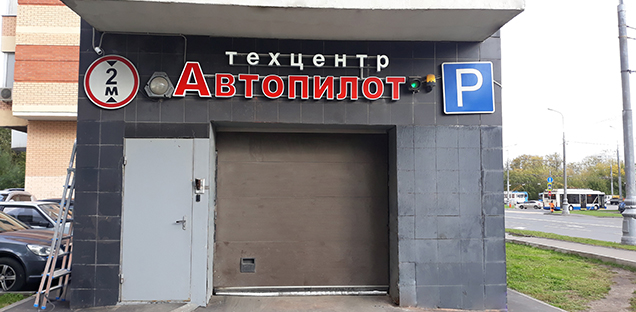 техцентр
Автопилот
2
м
P